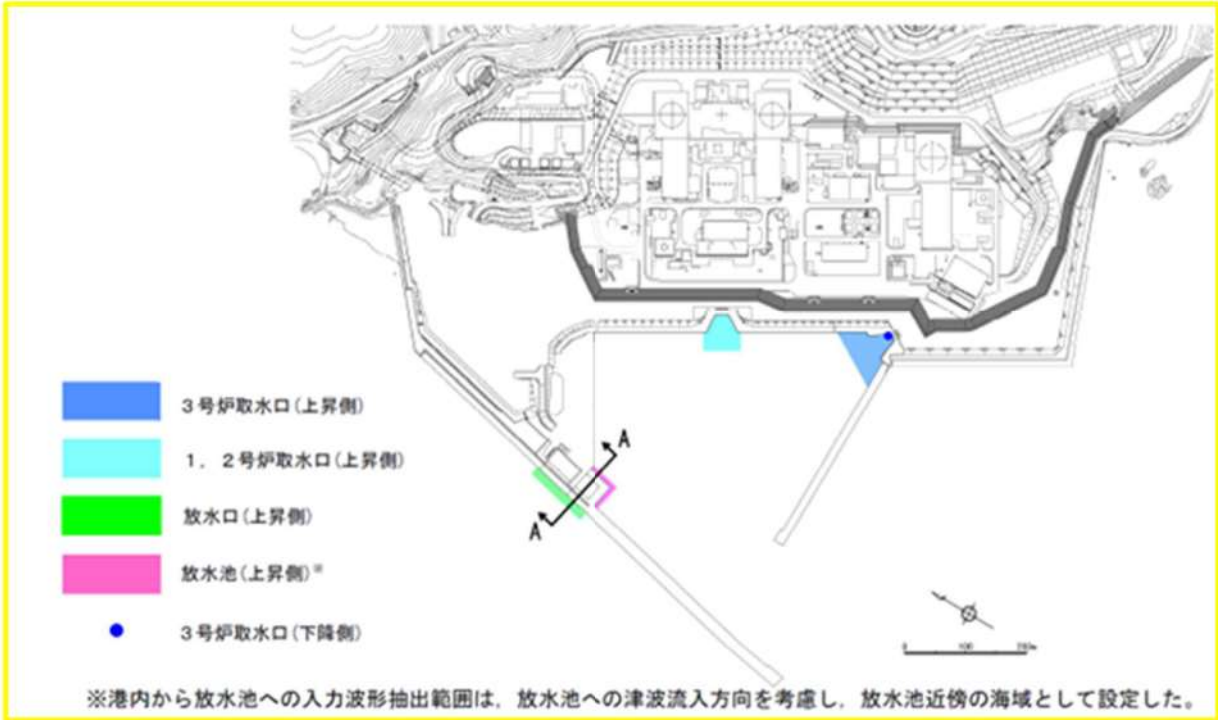 ３号炉取水口(上昇側)
１，２号炉取水口(上昇側)
放水口(上昇側)
放水池(上昇側)※
３号炉取水口(下降側)
A
A
0 100
※港内から放水池への入力波形抽出範囲は，放水池への津波流入方向を考慮し，放水池近傍の海域として設定した。